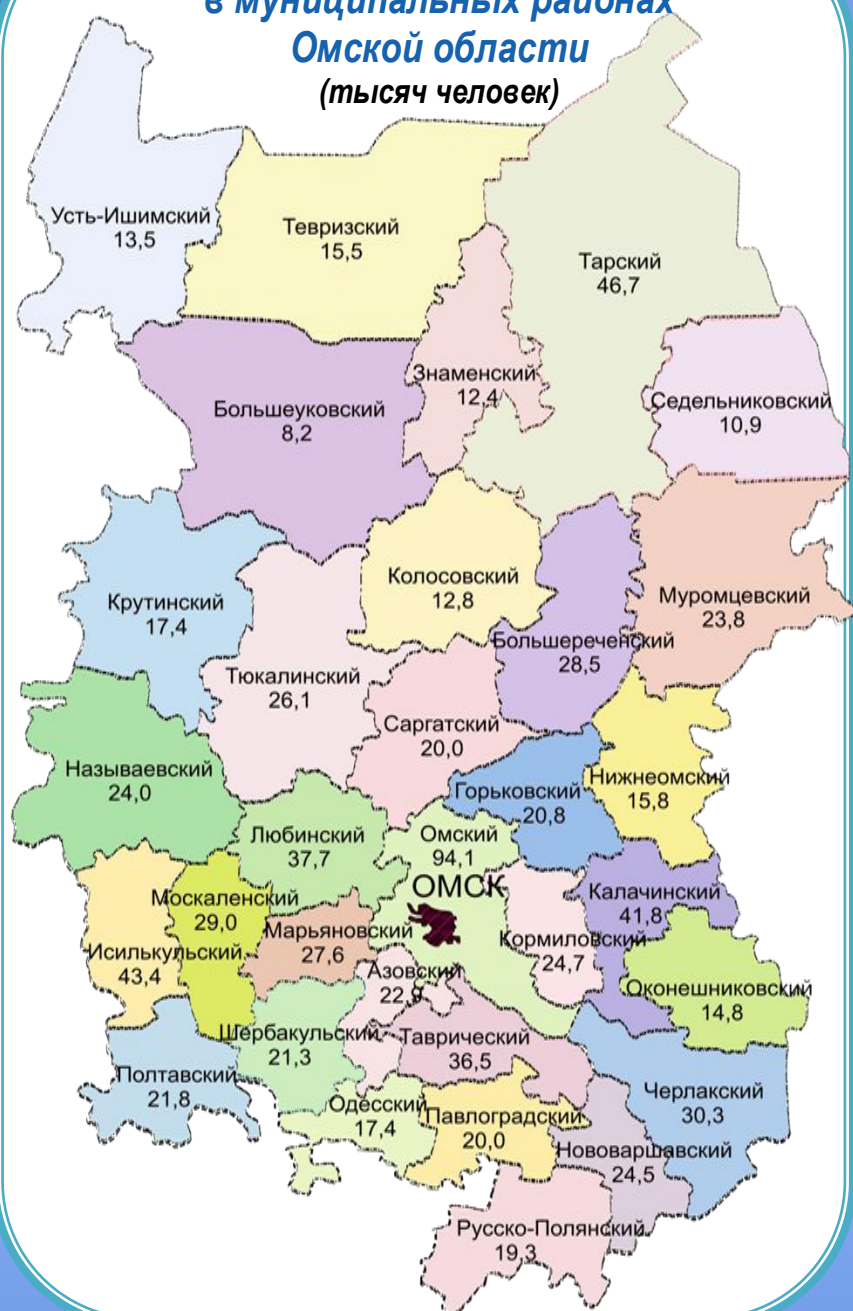 в муниципальных районах
Омской области
(тысяч человек)
Усть-Ишимский
13,5
Тевризский
15,5
Тарский
46,7
Знаменский
12,4
Седельниковский
10,9
Большеуковский
8,2
Колосовский
12,8
Крутинский
17,4
Муромцевский
23,8
Большереченский
28,5
Тюкалинский
26,1
Саргатский
20,0
Называевский
24,0
Нижнеомский
15,8
Горьковский
20,8
Любинский
37,7
Омский
94,1
ОМСК
Москаленский
29,0
Калачинский
41,8
Марьяновский
27,6
Кормиловский
24,7
Исилькульский
43,4
Азовский
22,9
Оконешниковский
14,8
Шербакульский
21,3
Таврический
36,5
Полтавский
21,8
Черлакский
30,3
Одесский
17,4
Павлоградский
20,0
Нововаршавский
24,5
Русско-Полянский
19,3